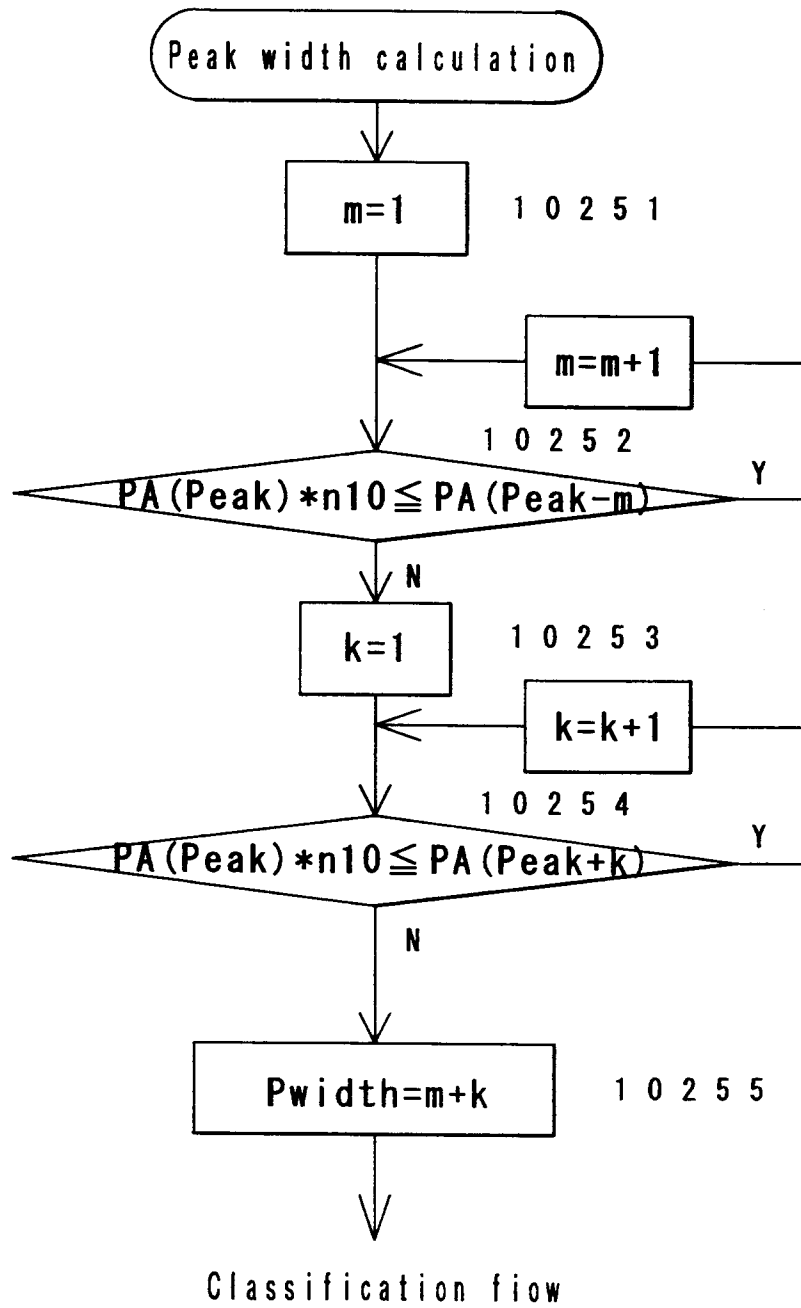 Peak width calculation
m=1
10251
m=m+1
10252
PA(Peak)*n10≦PA(Peak-m)
Y
N
k=1
10253
k=k+1
10254
PA(Peak)*n10≦PA(Peak+k)
Y
N
Pwidth=m+k
10255
Classification fiow